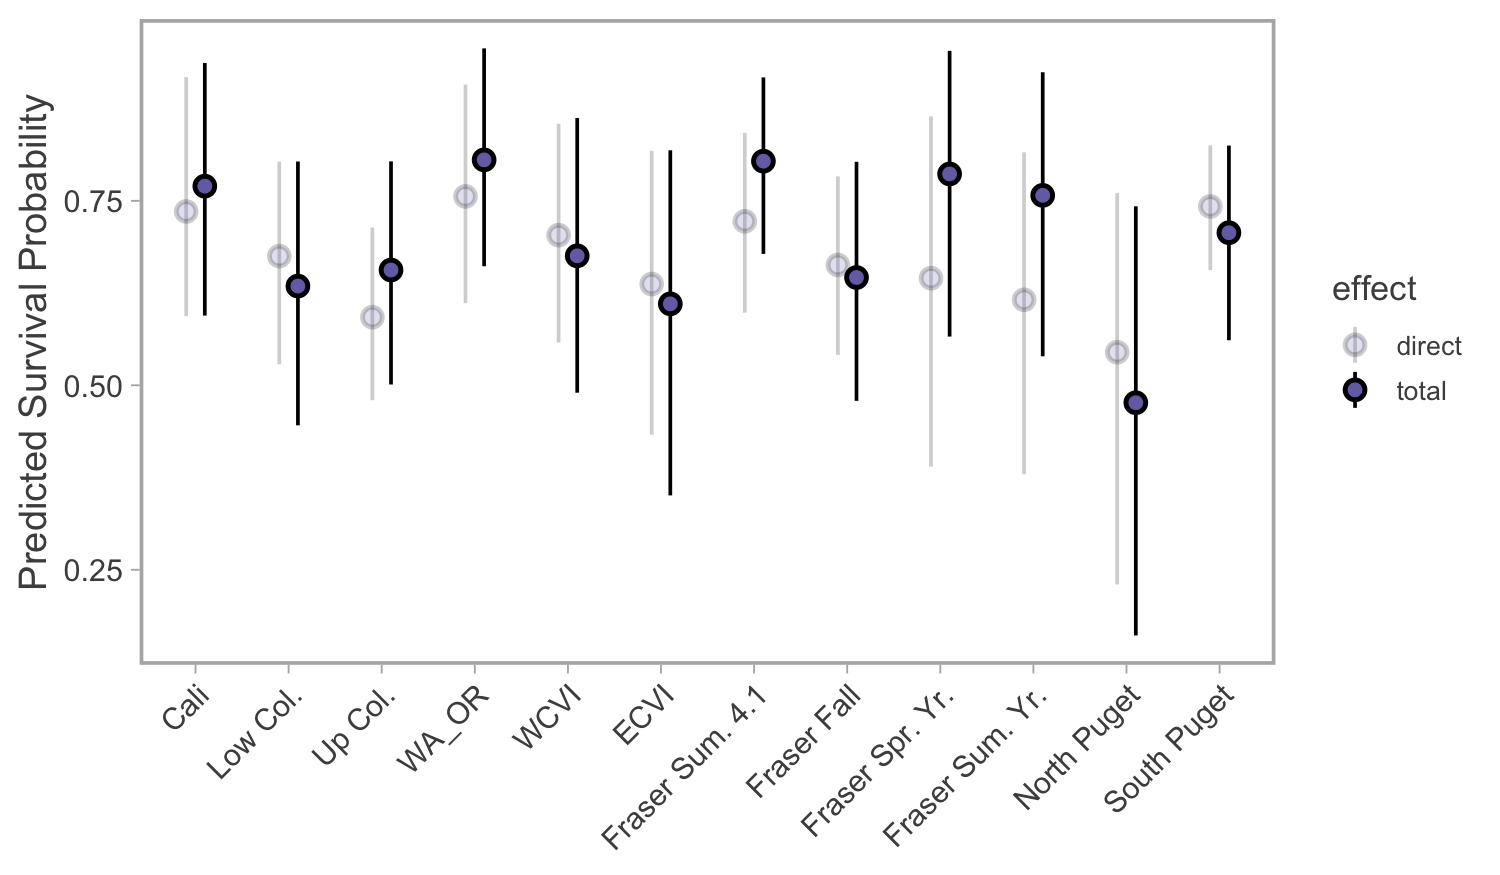 Predicted Survival Probability
0.75
0.50
0.25
Cali
Low Col.
Up Col.
WA_OR
WCVI
ECVI
Fraser Sum. 4.1
Fraser Fall
Fraser Spr. Yr.
Fraser Sum. Yr.
North Puget
South Puget
effect
direct
total